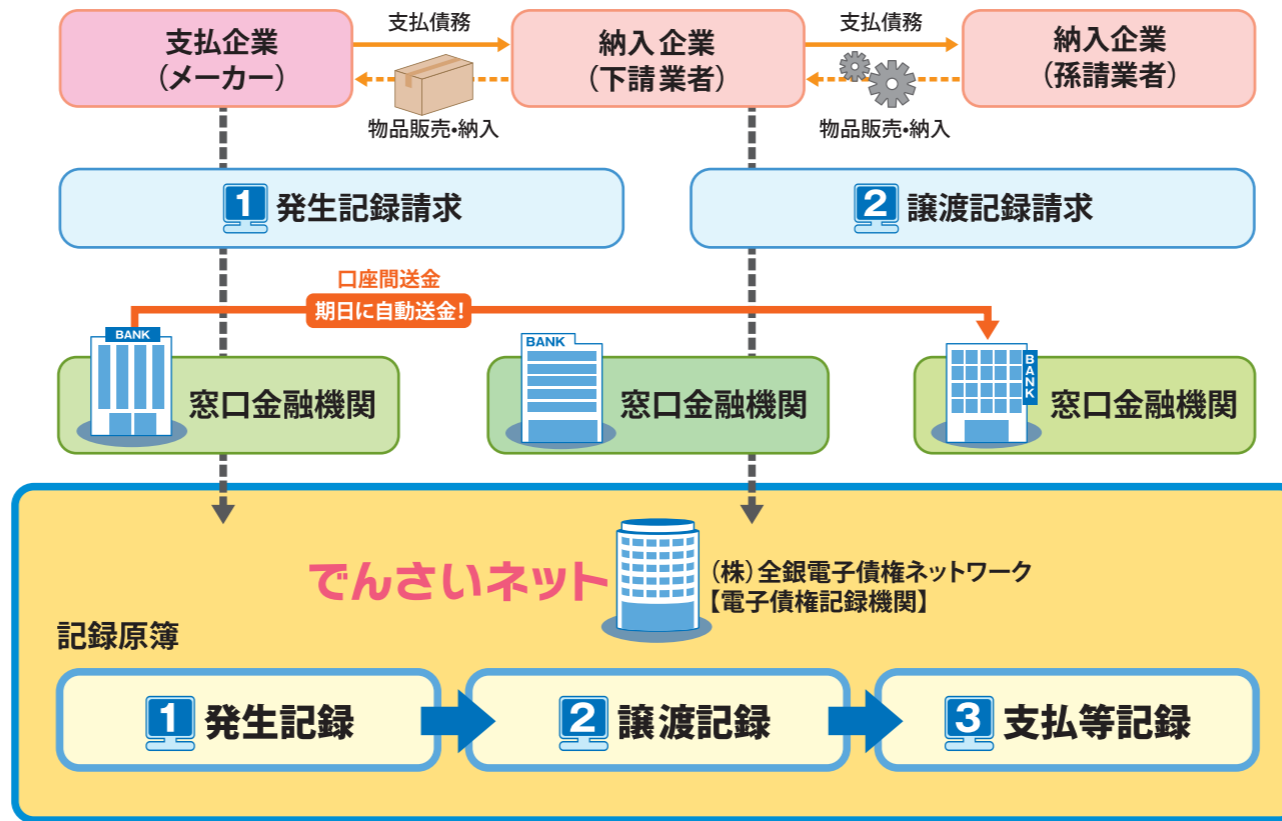 支払企業
（メーカー）
支払債務
物品販売・納入
納入企業
（下請業者）
支払債務
物品販売・納入
納入企業
（孫請業者）
1 発生記録請求
2 譲渡記録請求
口座間送金
期日に自動送金！
BANK
窓口金融機関
BANK
窓口金融機関
BANK
窓口金融機関
でんさいネット
（株）全銀電子債権ネットワーク
【電子債権記録機関】
記録原簿
1 発生記録
2 譲渡記録
3 支払等記録